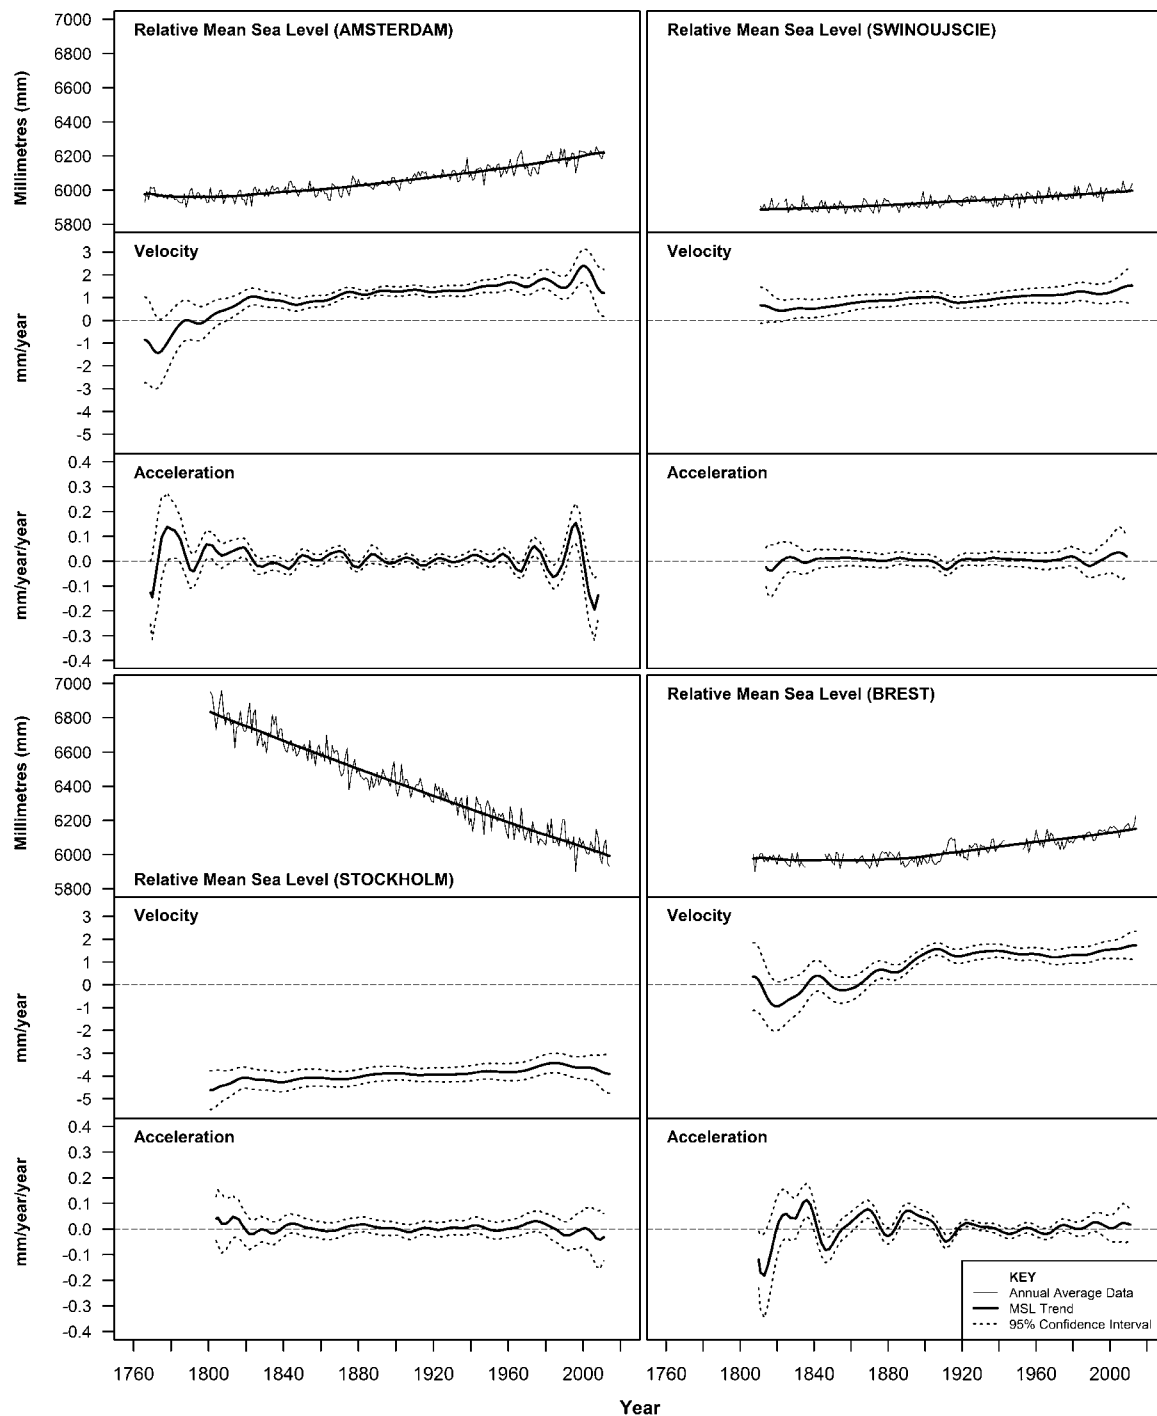 Relative Mean Sea Level (AMSTERDAM)
Relative Mean Sea Level (SWINOUJSCIE)
Millimetres (mm)
7000
6800
6600
6400
6200
6000
5800
Velocity
Velocity
mm/year
3
2
1
0
-1
-2
-3
-4
-5
Acceleration
Acceleration
mm/year/year
0.4
0.3
0.2
0.1
0.0
-0.1
-0.2
-0.3
-0.4
Relative Mean Sea Level (BREST)
Millimetres (mm)
7000
6800
6600
6400
6200
6000
5800
Relative Mean Sea Level (STOCKHOLM)
Velocity
Velocity
mm/year
3
2
1
0
-1
-2
-3
-4
-5
Acceleration
Acceleration
mm/year/year
0.4
0.3
0.2
0.1
0.0
-0.1
-0.2
-0.3
-0.4
KEY
Annual Average Data
MSL Trend
95% Confidence Interval
1760 1800 1840 1880 1920 1960 2000
1760 1800 1840 1880 1920 1960 2000
Year